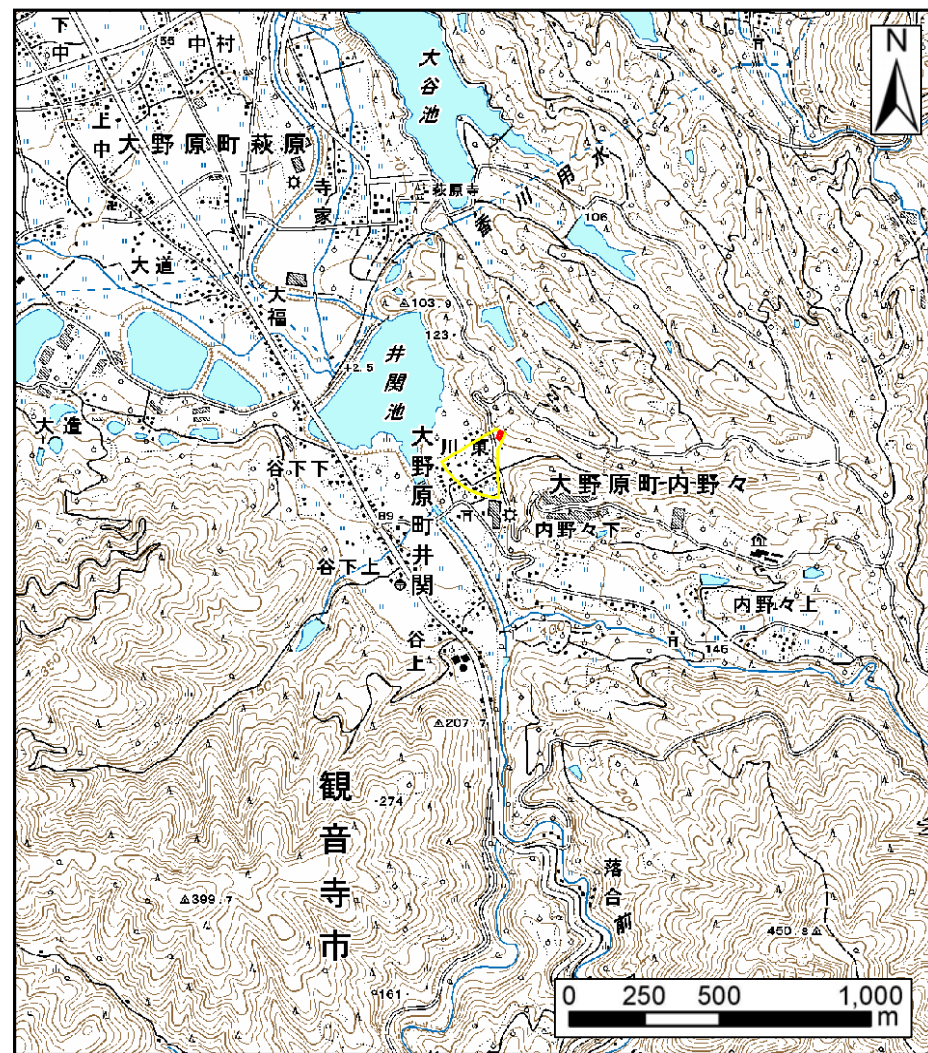 下中
中村
55
N
大谷池
上中
大野原町萩原
寺家
萩原寺
香川用水
106
大道
大福
103.9
123
井関池
大造
谷下下
川東
大野原町井関
大野原町内野々
89
内野々下
谷下上
内野々上
谷上
146
207.7
200
観音寺市
274
落合前
399.7
450.8
161
0 250 500 1,000
m